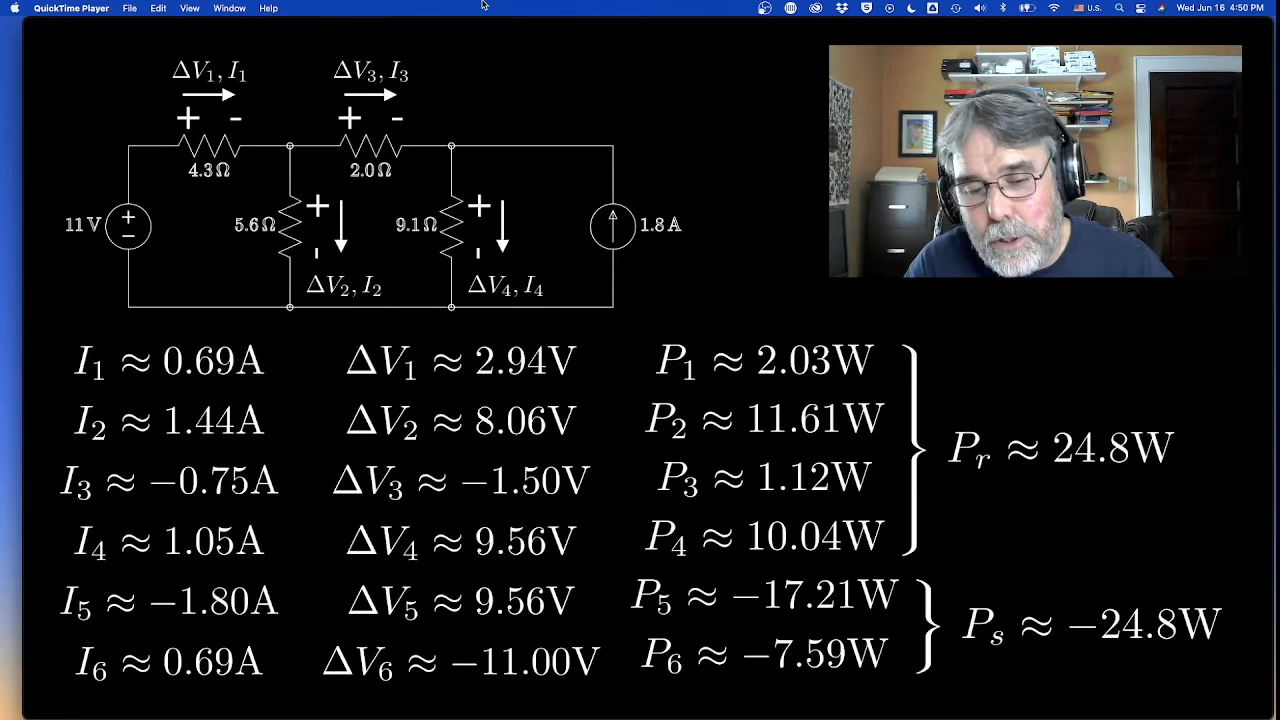 QuickTime Player File Edit View Window Help U.S. Wed Jun 16 4:50 PM
ΔV₁, I₁ ΔV₃, I₃
+ - + -
4.3Ω 2.0Ω
11V + − 5.6Ω + - 9.1Ω + - 1.8A
ΔV₂, I₂ ΔV₄, I₄
I₁ ≈ 0.69A ΔV₁ ≈ 2.94V P₁ ≈ 2.03W
I₂ ≈ 1.44A ΔV₂ ≈ 8.06V P₂ ≈ 11.61W
Pᵣ ≈ 24.8W
I₃ ≈ −0.75A ΔV₃ ≈ −1.50V P₃ ≈ 1.12W
I₄ ≈ 1.05A ΔV₄ ≈ 9.56V P₄ ≈ 10.04W
I₅ ≈ −1.80A ΔV₅ ≈ 9.56V P₅ ≈ −17.21W
Pₛ ≈ −24.8W
I₆ ≈ 0.69A ΔV₆ ≈ −11.00V P₆ ≈ −7.59W